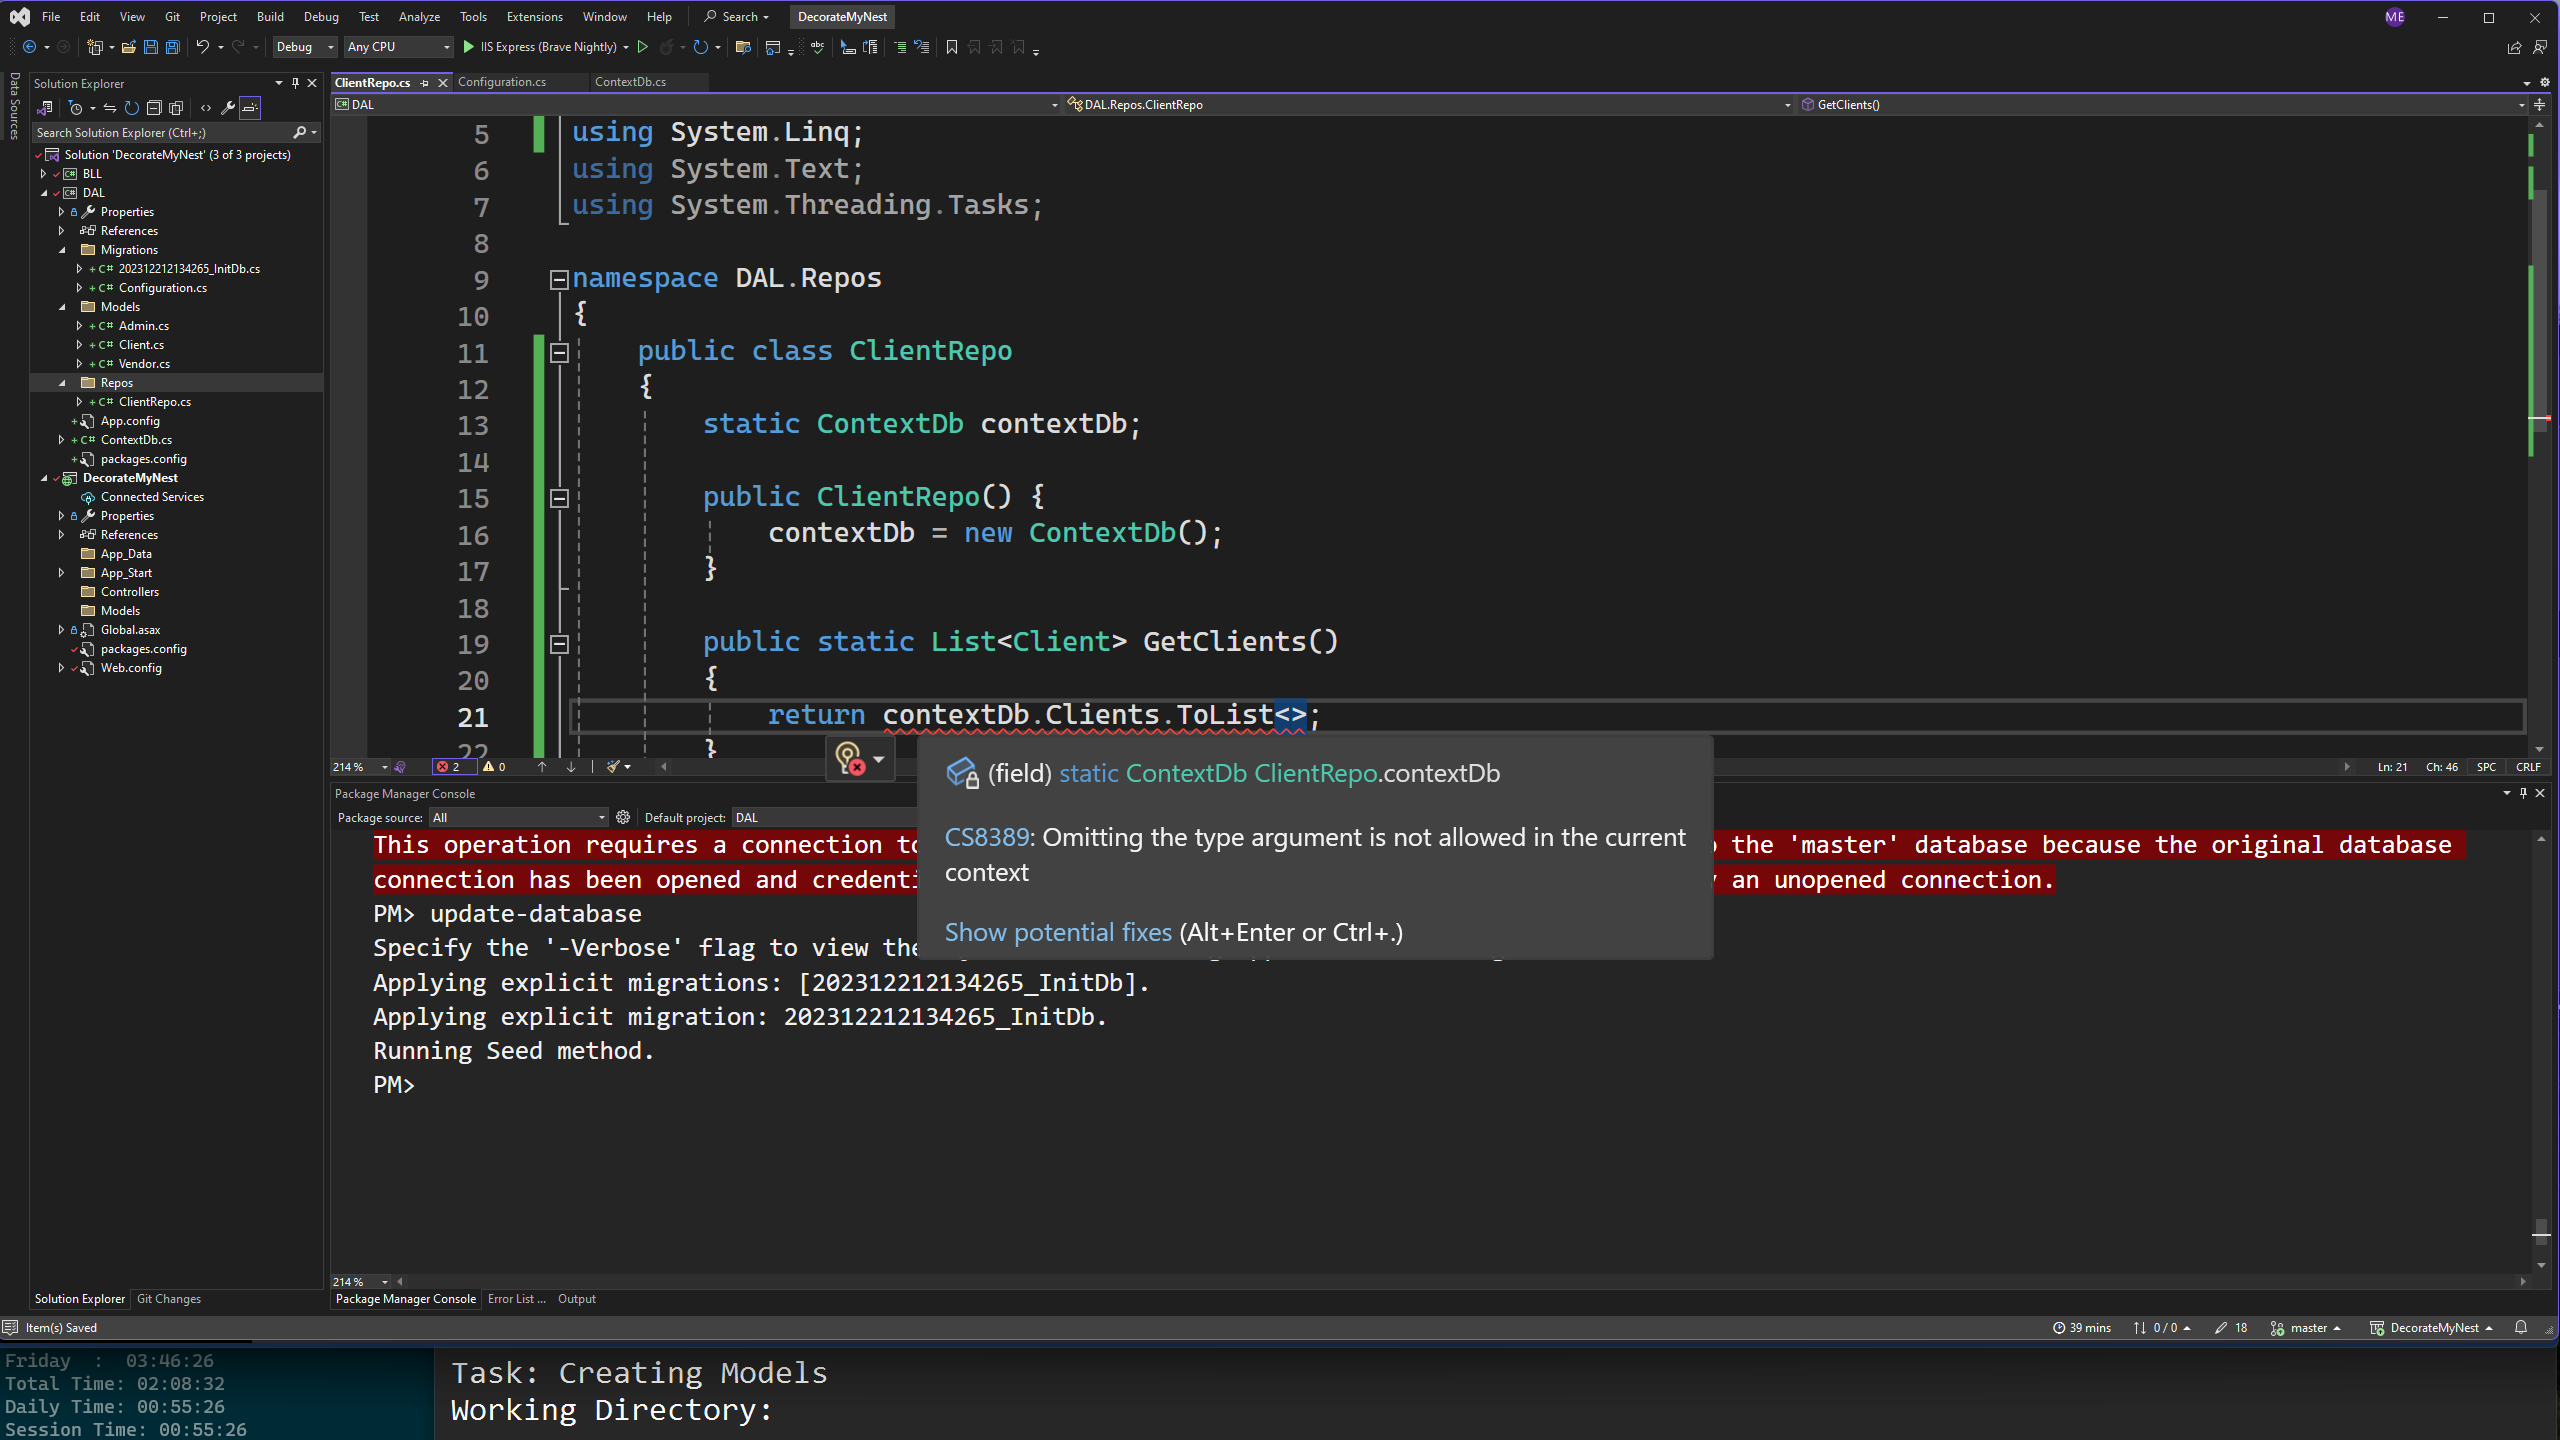 File Edit View Git Project Build Debug Test Analyze Tools Extensions Window Help Search DecorateMyNest ME
Debug Any CPU IIS Express (Brave Nightly)
Data Sources
Solution Explorer
Search Solution Explorer (Ctrl+;)
Solution 'DecorateMyNest' (3 of 3 projects)
BLL
DAL
Properties
References
Migrations
C# 202312212134265_InitDb.cs
C# Configuration.cs
Models
C# Admin.cs
C# Client.cs
C# Vendor.cs
Repos
C# ClientRepo.cs
App.config
C# ContextDb.cs
packages.config
DecorateMyNest
Connected Services
Properties
References
App_Data
App_Start
Controllers
Models
Global.asax
packages.config
Web.config
Solution Explorer Git Changes
ClientRepo.cs Configuration.cs ContextDb.cs
DAL DAL.Repos.ClientRepo GetClients()
5 using System.Linq;
6 using System.Text;
7 using System.Threading.Tasks;
8
9 namespace DAL.Repos
10 {
11 public class ClientRepo
12 {
13 static ContextDb contextDb;
14
15 public ClientRepo() {
16 contextDb = new ContextDb();
17 }
18
19 public static List<Client> GetClients()
20 {
21 return contextDb.Clients.ToList<>;
22 }
214 % 2 0 Ln: 21 Ch: 46 SPC CRLF
(field) static ContextDb ClientRepo.contextDb
CS8389: Omitting the type argument is not allowed in the current
context
Show potential fixes (Alt+Enter or Ctrl+.)
Package Manager Console
Package source: All Default project: DAL
This operation requires a connection to the 'master' database because the original database
connection has been opened and an unopened connection.
PM> update-database
Specify the '-Verbose' flag to view the
Applying explicit migrations: [202312212134265_InitDb].
Applying explicit migration: 202312212134265_InitDb.
Running Seed method.
PM>
214 %
Package Manager Console Error List ... Output
Item(s) Saved 39 mins 0 / 0 18 master DecorateMyNest
Friday : 03:46:26
Total Time: 02:08:32
Daily Time: 00:55:26
Session Time: 00:55:26
Task: Creating Models
Working Directory: